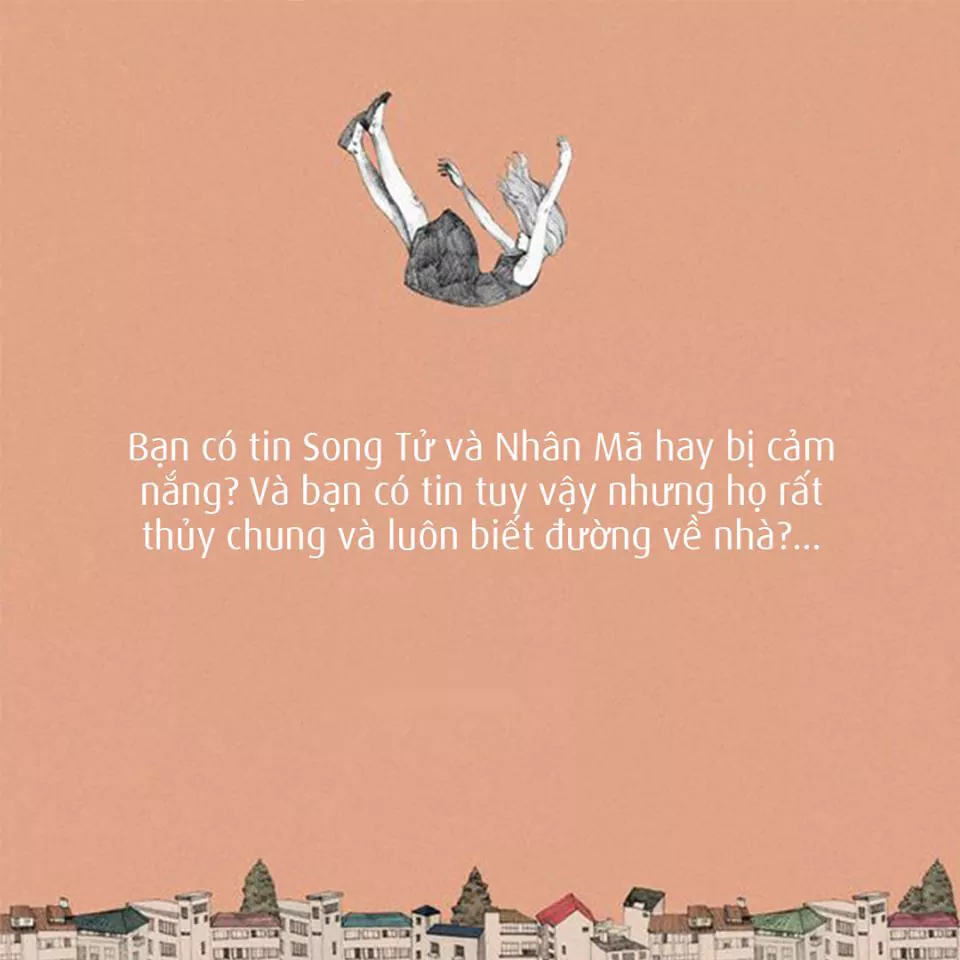 Bạn có tin Song Tử và Nhân Mã hay bị cảm
nắng? Và bạn có tin tuy vậy nhưng họ rất
thủy chung và luôn biết đường về nhà?...